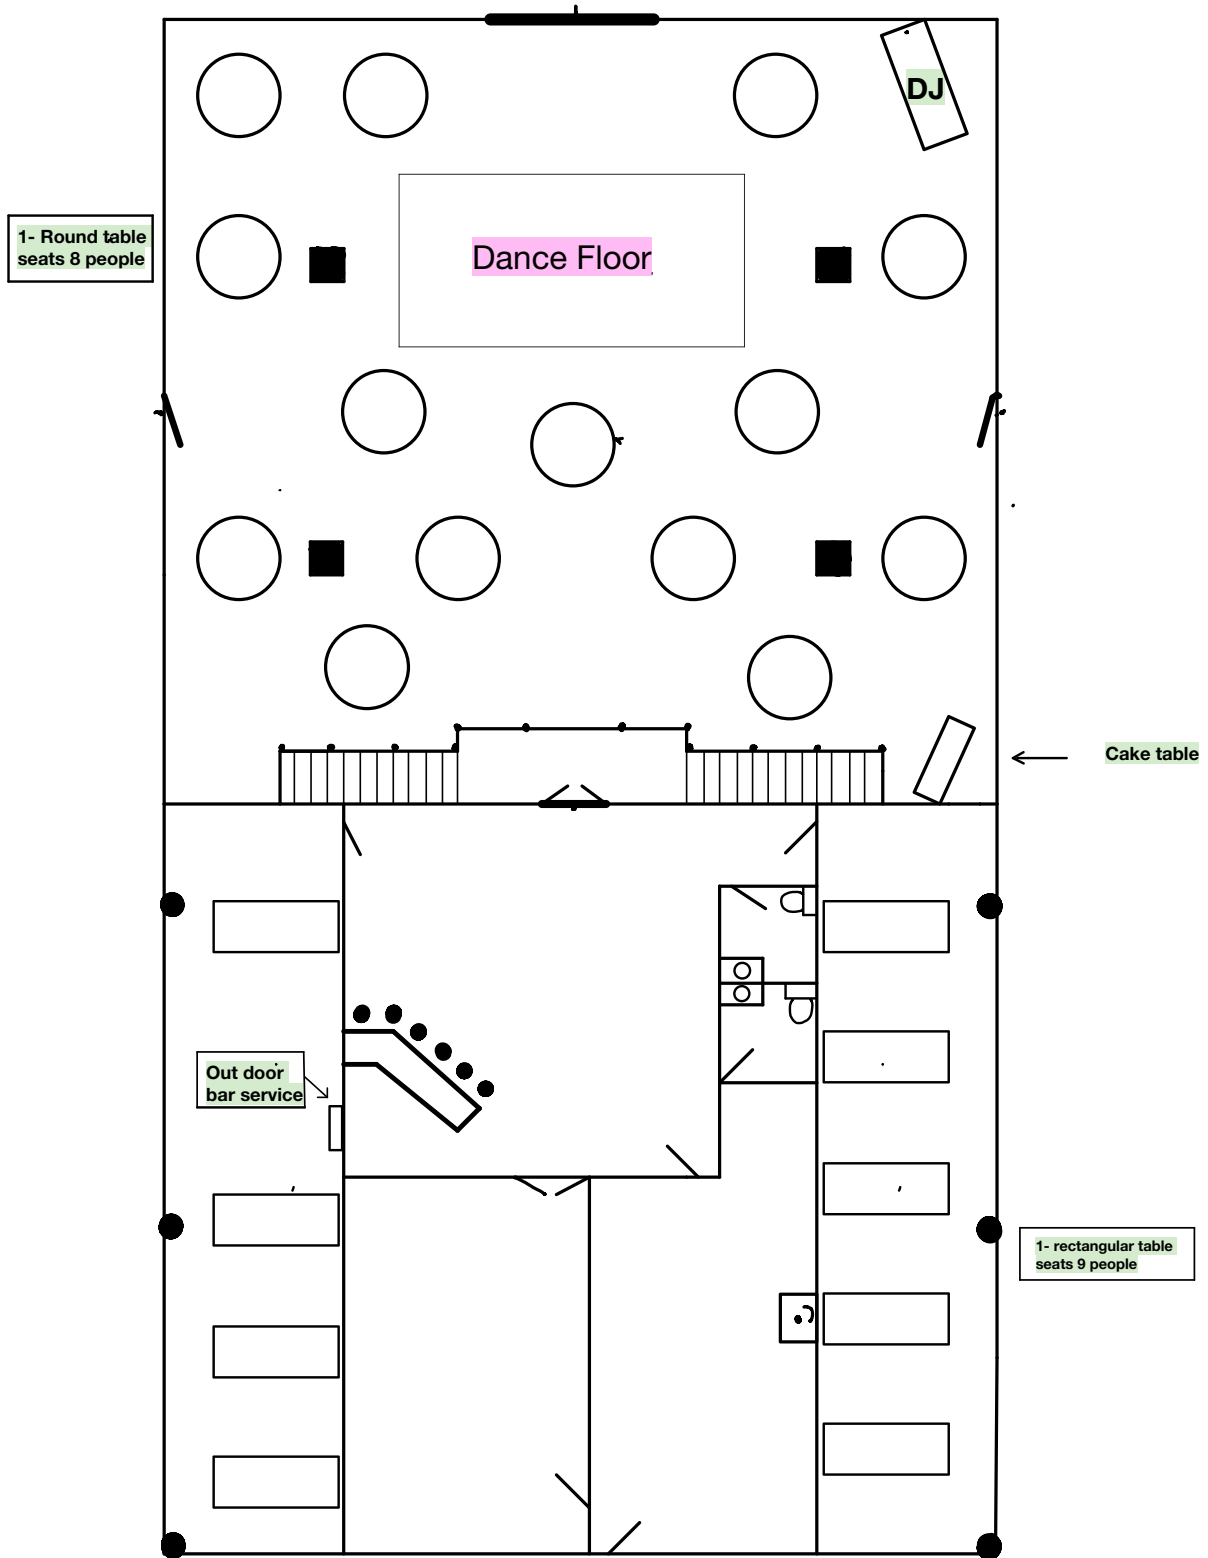 DJ
1- Round table
seats 8 people
Dance Floor
Cake table
Out door
bar service
1- rectangular table
seats 9 people